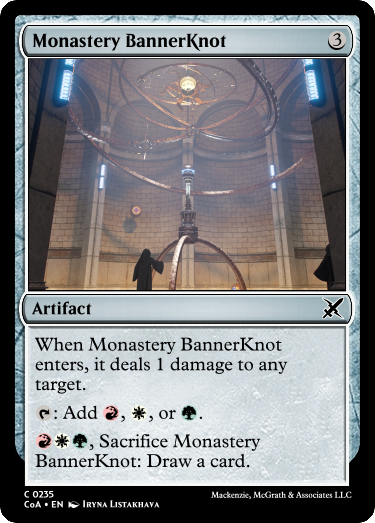 Monastery BannerKnot 3
Artifact
When Monastery BannerKnot
enters, it deals 1 damage to any
target.
: Add , , or .
, Sacrifice Monastery
BannerKnot: Draw a card.
C 0235
CoA • EN Iryna Listakhava
Mackenzie, McGrath & Associates LLC